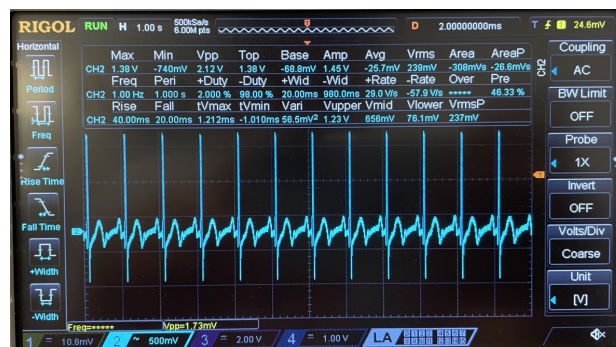 RIGOL RUN H 1.00 s 500kSa/s 6.00M pts D 2.00000000ms T 24.6mV
Horizontal
Period
Freq
Rise Time
Fall Time
+Width
-Width
Max Min Vpp Top Base Amp Avg Vrms Area AreaP
CH2 1.38 V -740mV 2.12 V 1.38 V -68.8mV 1.45 V -25.7mV 239mV -308mVs -26.6mVs
Freq Peri +Duty -Duty +Wid -Wid +Rate -Rate Over Pre
CH2 1.00 Hz 1.000 s 2.000 % 98.00 % 20.00ms 980.0ms 29.0 V/s -57.9 V/s ***** 46.33 %
Rise Fall tVmax tVmin Vari Vupper Vmid Vlower VrmsP
CH2 40.00ms 20.00ms 1.212ms -1.010ms 56.5mV² 1.23 V 656mV 76.1mV 237mV
CH2
Coupling
AC
BW Limit
OFF
Probe
1X
Invert
OFF
Volts/Div
Coarse
Unit
[V]
Freq=***** Vpp=1.73mV
1 = 10.8mV 2 ~ 500mV 3 = 2.00 V 4 = 1.00 V LA